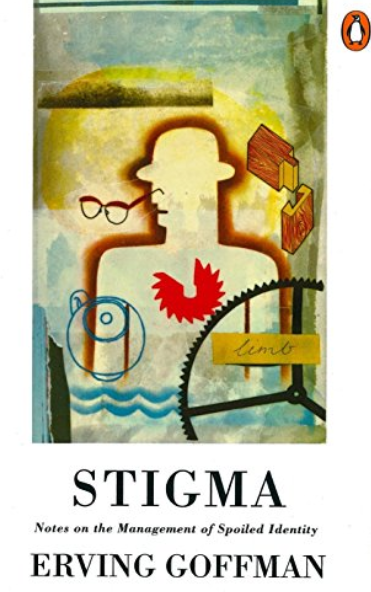 limb
STIGMA
Notes on the Management of Spoiled Identity
ERVING GOFFMAN